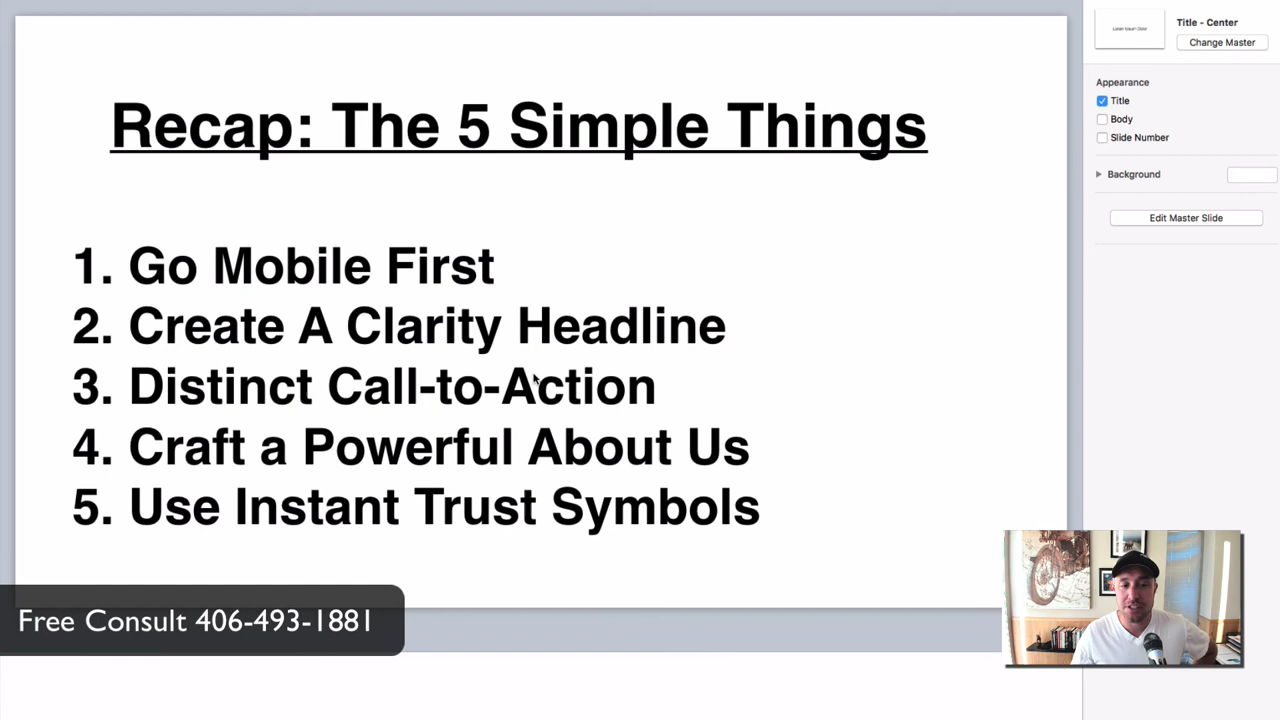 Recap: The 5 Simple Things
1. Go Mobile First
2. Create A Clarity Headline
3. Distinct Call-to-Action
4. Craft a Powerful About Us
5. Use Instant Trust Symbols
Free Consult 406-493-1881
Title - Center
Change Master
Appearance
Title
Body
Slide Number
Background
Edit Master Slide